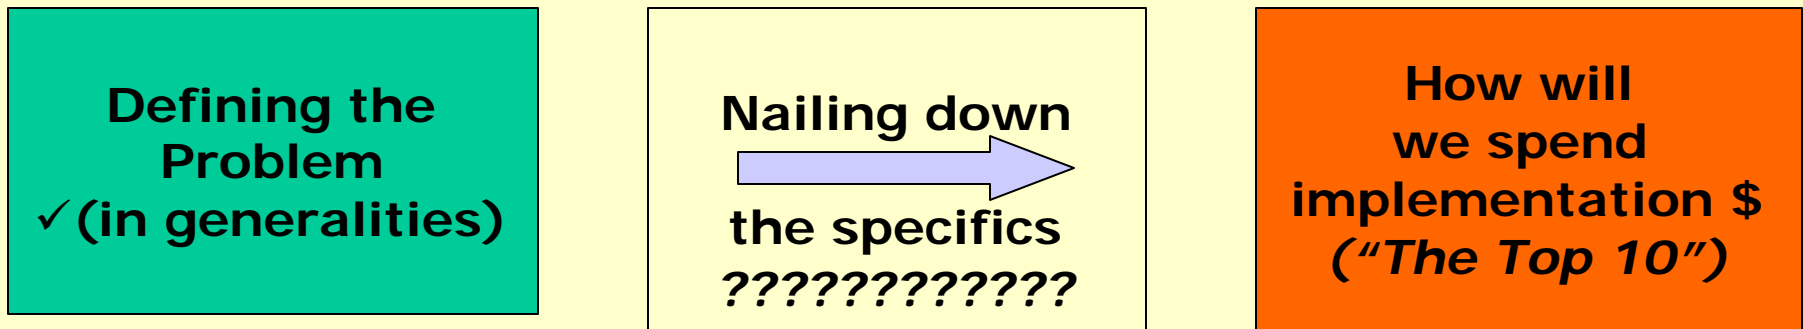 Defining the
Problem
✓(in generalities)
Nailing down
the specifics
????????????
How will
we spend
implementation $
(“The Top 10”)